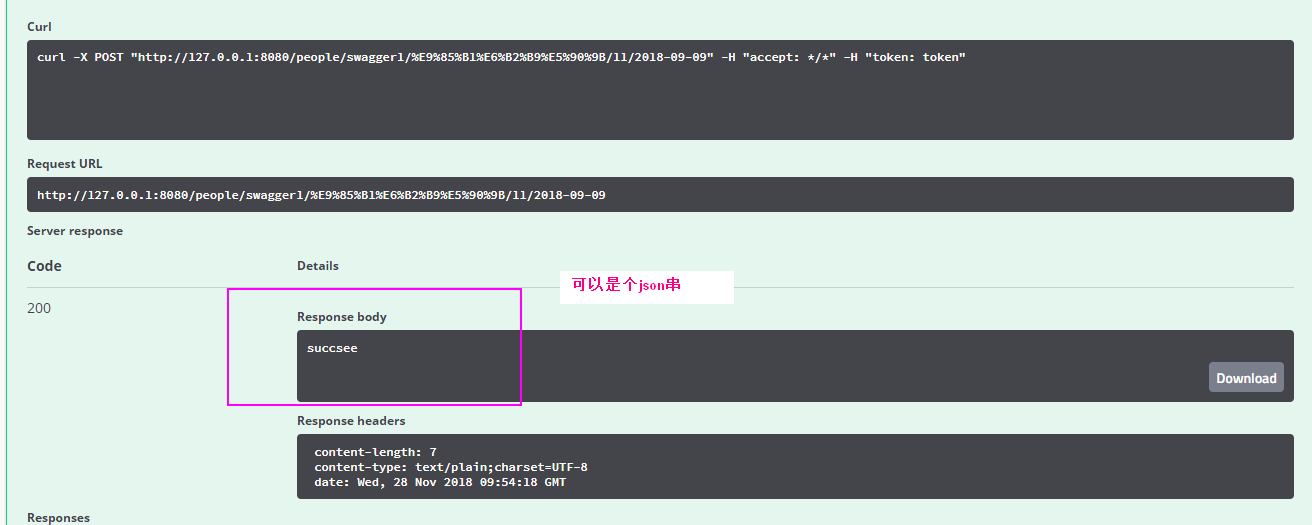 Curl
curl -X POST "http://127.0.0.1:8080/people/swagger1/%E9%85%B1%E6%B2%B9%E5%90%9B/11/2018-09-09" -H "accept: */*" -H "token: token"
Request URL
http://127.0.0.1:8080/people/swagger1/%E9%85%B1%E6%B2%B9%E5%90%9B/11/2018-09-09
Server response
Code Details
可以是个json串
200
Response body
succsee
Download
Response headers
content-length: 7
content-type: text/plain;charset=UTF-8
date: Wed, 28 Nov 2018 09:54:18 GMT
Responses